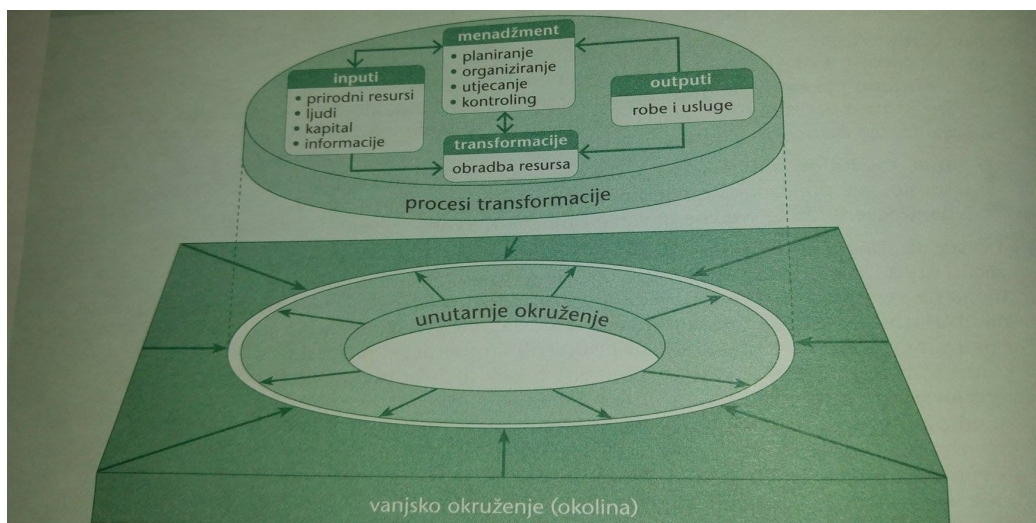 menadžment
• planiranje
• organiziranje
• utjecanje
• kontroling
inputi
• prirodni resursi
• ljudi
• kapital
• informacije
outputi
robe i usluge
transformacije
obradba resursa
procesi transformacije
unutarnje okruženje
vanjsko okruženje (okolina)